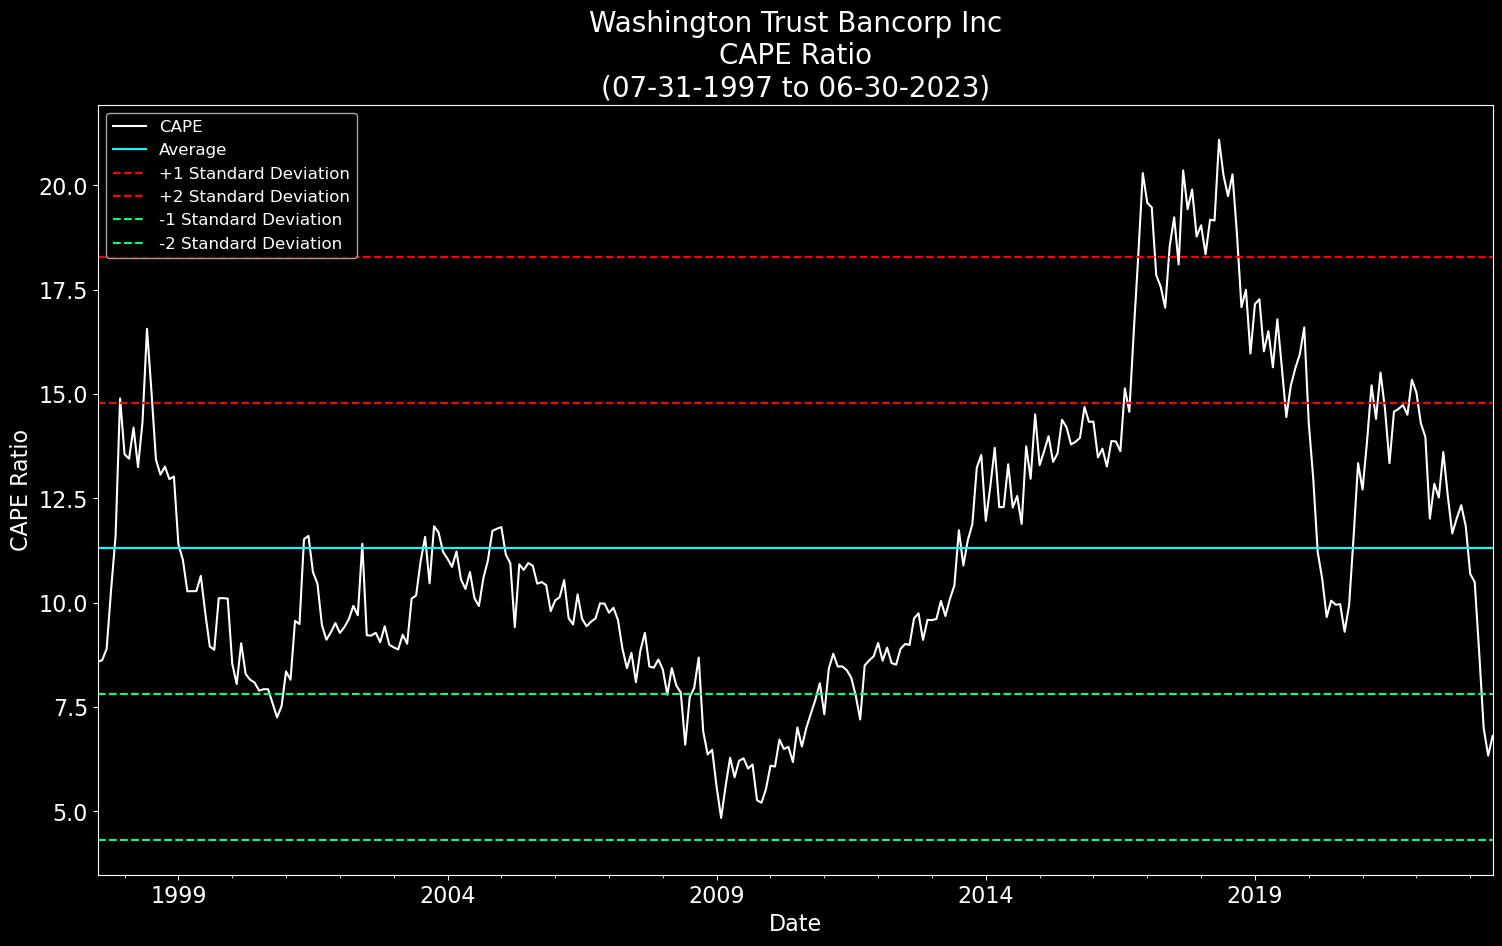 Washington Trust Bancorp Inc
CAPE Ratio
(07-31-1997 to 06-30-2023)
CAPE
Average
+1 Standard Deviation
+2 Standard Deviation
-1 Standard Deviation
-2 Standard Deviation
20.0
17.5
15.0
12.5
10.0
7.5
5.0
CAPE Ratio
1999 2004 2009 2014 2019
Date